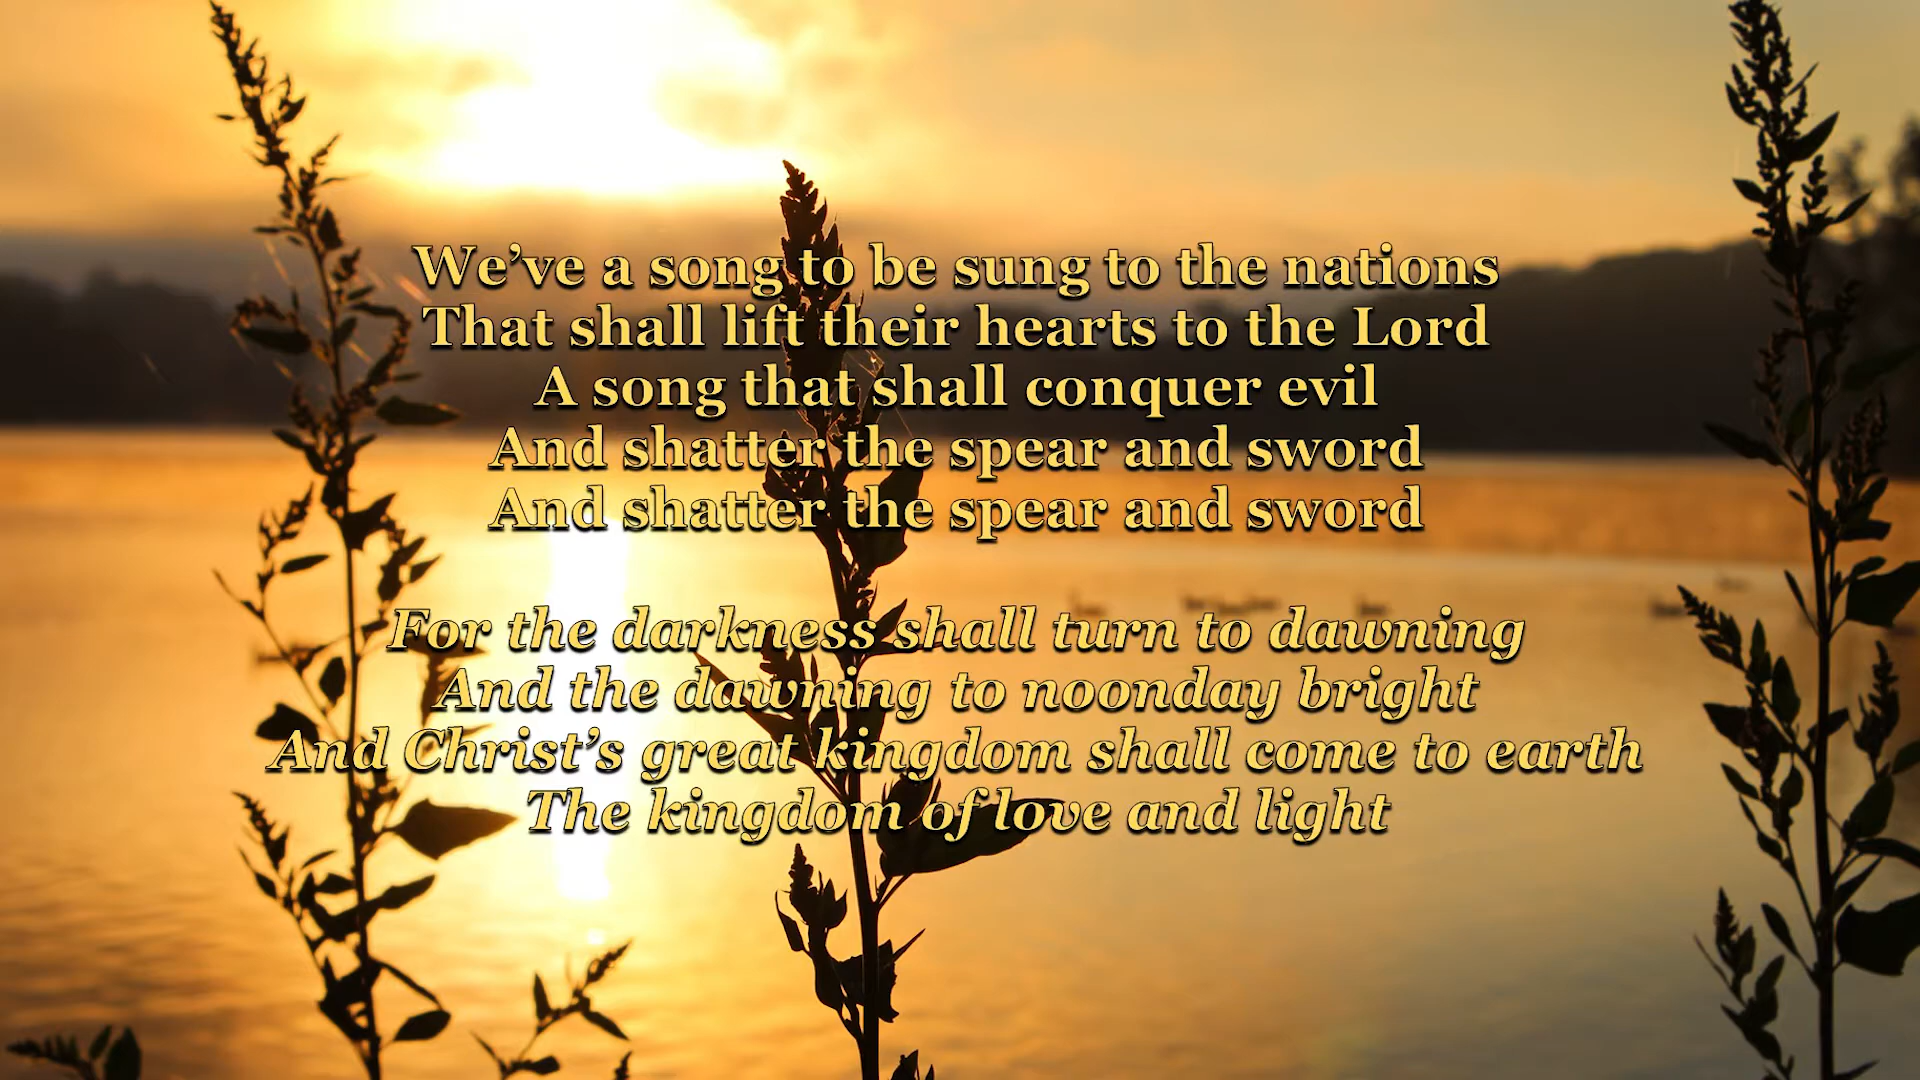 We’ve a song to be sung to the nations
That shall lift their hearts to the Lord
A song that shall conquer evil
And shatter the spear and sword
And shatter the spear and sword
For the darkness shall turn to dawning
And the dawning to noonday bright
And Christ’s great kingdom shall come to earth
The kingdom of love and light